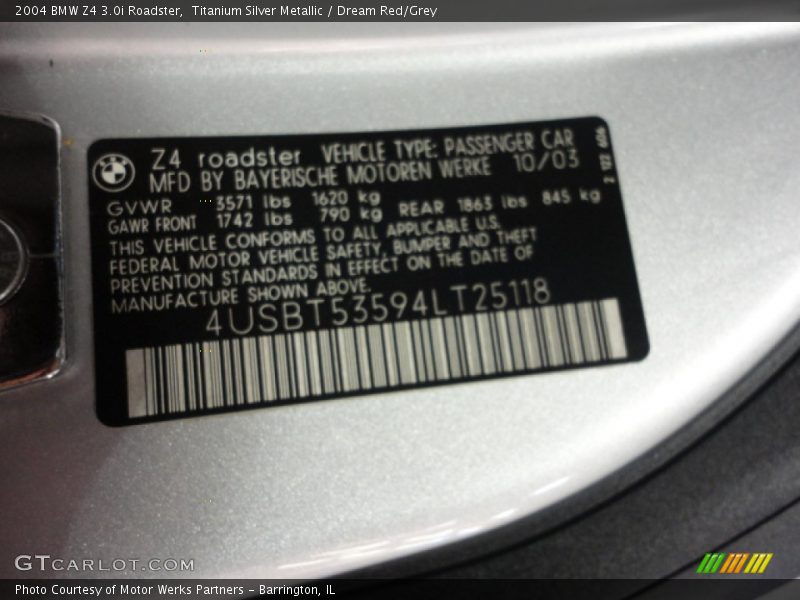 2004 BMW Z4 3.0i Roadster,  Titanium Silver Metallic / Dream Red/Grey
BMW
Z4 roadster VEHICLE TYPE: PASSENGER CAR
MFD BY BAYERISCHE MOTOREN WERKE 10/03
GVWR 3571 lbs 1620 kg
GAWR FRONT 1742 lbs 790 kg REAR 1863 lbs 845 kg
THIS VEHICLE CONFORMS TO ALL APPLICABLE U.S.
FEDERAL MOTOR VEHICLE SAFETY, BUMPER AND THEFT
PREVENTION STANDARDS IN EFFECT ON THE DATE OF
MANUFACTURE SHOWN ABOVE.
4USBT53594LT25118
GTCARLOT.COM
Photo Courtesy of Motor Werks Partners - Barrington, IL